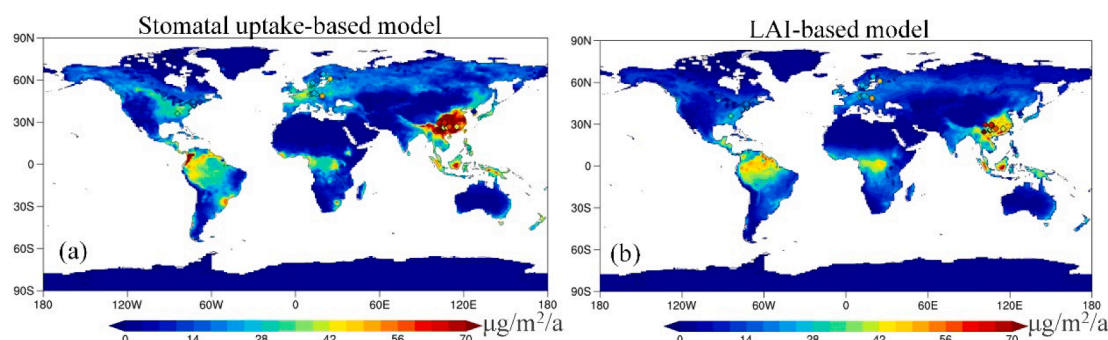 Stomatal uptake-based model
90N
60N
30N
0
30S
60S
90S
(a)
180 120W 60W 0 60E 120E 180
0 14 28 42 56 70 μg/m²/a
LAI-based model
90N
60N
30N
0
30S
60S
90S
(b)
180 120W 60W 0 60E 120E 180
0 14 28 42 56 70 μg/m²/a